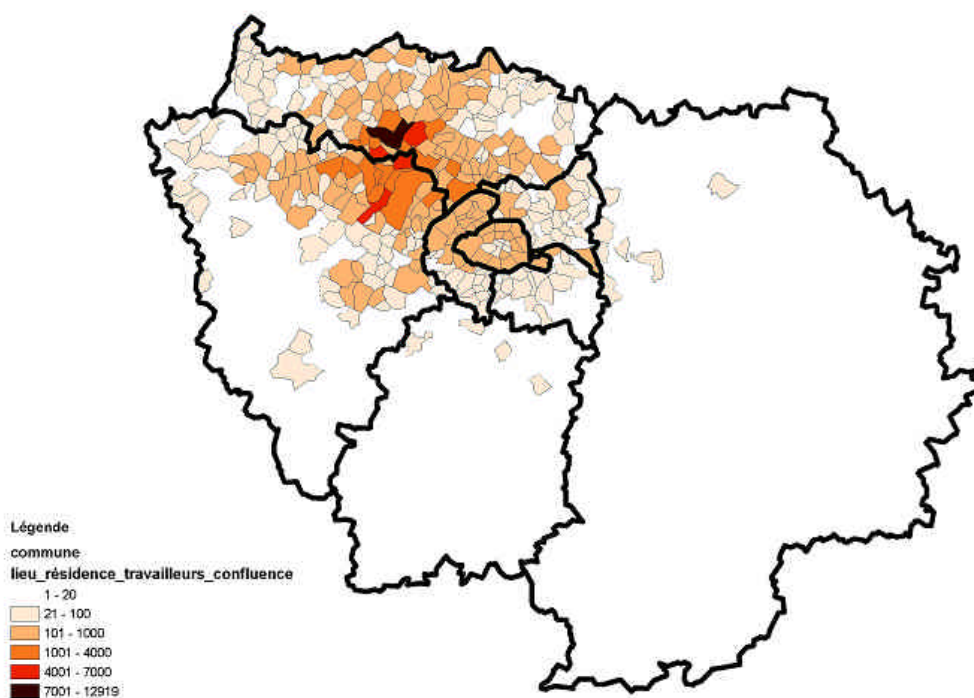 Légende
commune
lieu_résidence_travailleurs_confluence
1 - 20
21 - 100
101 - 1000
1001 - 4000
4001 - 7000
7001 - 12919